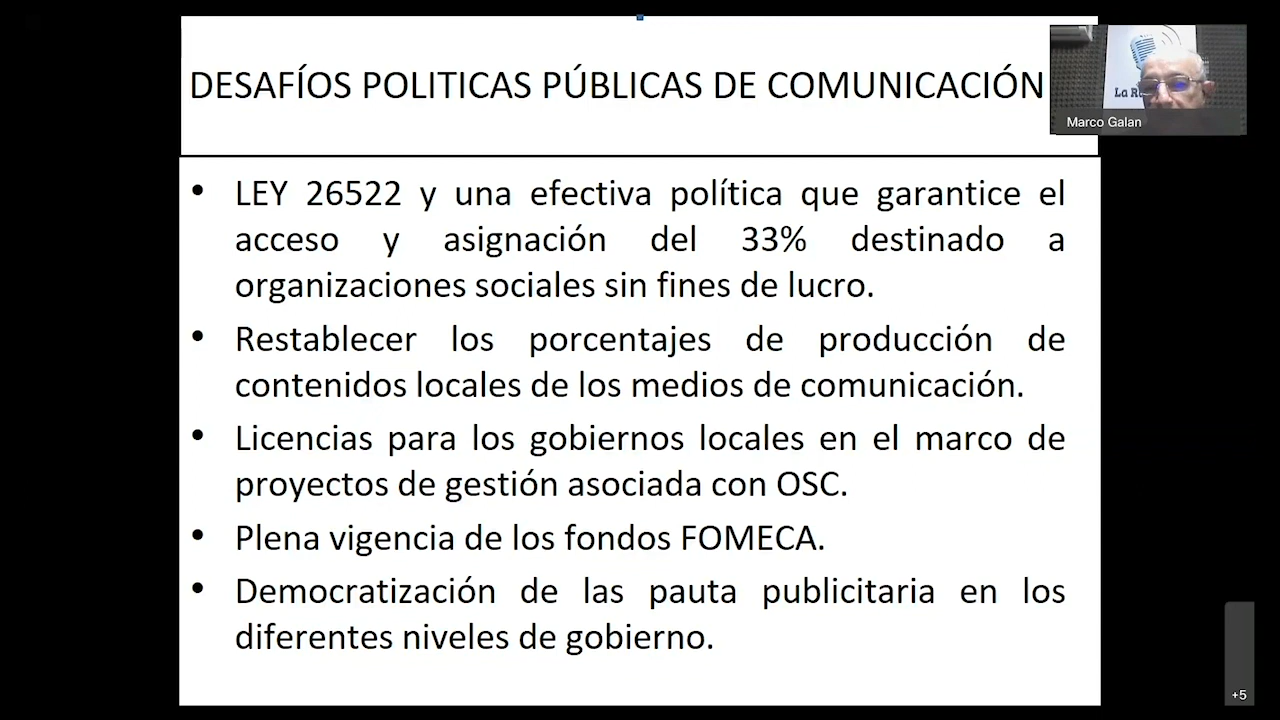 DESAFÍOS POLITICAS PÚBLICAS DE COMUNICACIÓN
La R
Marco Galan
• LEY 26522 y una efectiva política que garantice el
acceso y asignación del 33% destinado a
organizaciones sociales sin fines de lucro.
• Restablecer los porcentajes de producción de
contenidos locales de los medios de comunicación.
• Licencias para los gobiernos locales en el marco de
proyectos de gestión asociada con OSC.
• Plena vigencia de los fondos FOMECA.
• Democratización de las pauta publicitaria en los
diferentes niveles de gobierno.
+5